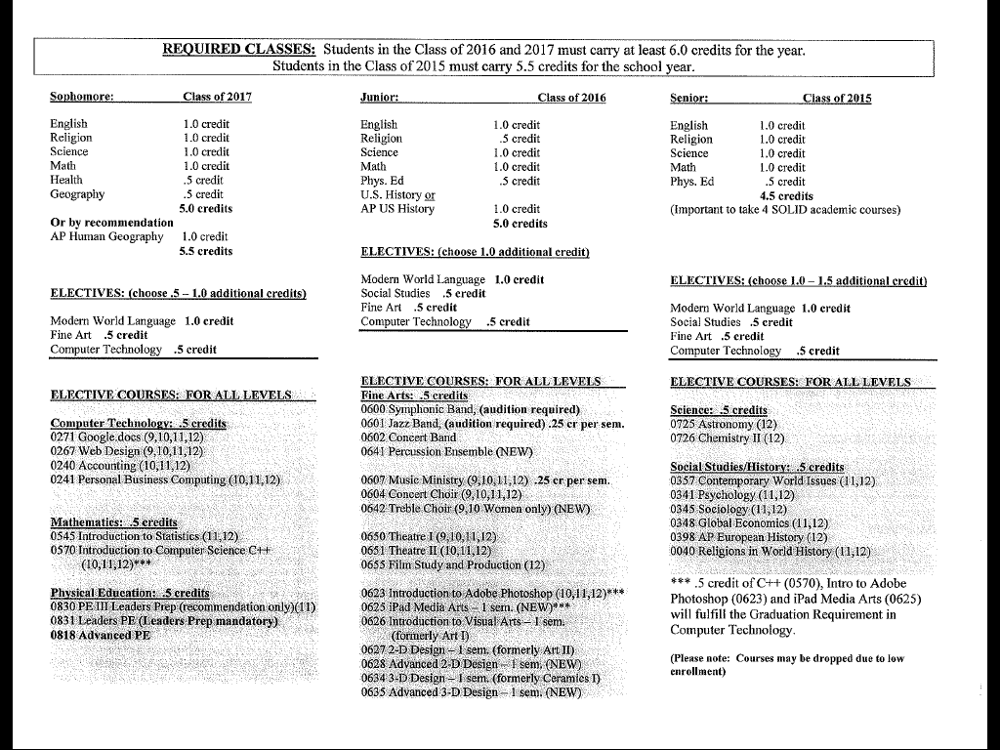 REQUIRED CLASSES: Students in the Class of 2016 and 2017 must carry at least 6.0 credits for the year.
Students in the Class of 2015 must carry 5.5 credits for the school year.
Sophomore: Class of 2017
English 1.0 credit
Religion 1.0 credit
Science 1.0 credit
Math 1.0 credit
Health .5 credit
Geography .5 credit
5.0 credits
Or by recommendation
AP Human Geography 1.0 credit
5.5 credits
ELECTIVES: (choose .5 – 1.0 additional credits)
Modern World Language 1.0 credit
Fine Art .5 credit
Computer Technology .5 credit
ELECTIVE COURSES: FOR ALL LEVELS
Computer Technology: .5 credits
0271 Google.docs (9,10,11,12)
0267 Web Design (9,10,11,12)
0240 Accounting (10,11,12)
0241 Personal Business Computing (10,11,12)
Mathematics: .5 credits
0545 Introduction to Statistics (11,12)
0570 Introduction to Computer Science C++
(10,11,12)***
Physical Education: .5 credits
0830 PE III Leaders Prep (recommendation only)(11)
0831 Leaders PE (Leaders Prep mandatory)
0818 Advanced PE
Junior: Class of 2016
English 1.0 credit
Religion .5 credit
Science 1.0 credit
Math 1.0 credit
Phys. Ed .5 credit
U.S. History or
AP US History 1.0 credit
5.0 credits
ELECTIVES: (choose 1.0 additional credit)
Modern World Language 1.0 credit
Social Studies .5 credit
Fine Art .5 credit
Computer Technology .5 credit
ELECTIVE COURSES: FOR ALL LEVELS
Fine Arts: .5 credits
0600 Symphonic Band, (audition required)
0601 Jazz Band, (audition required) .25 cr per sem.
0602 Concert Band
0641 Percussion Ensemble (NEW)
0607 Music Ministry (9,10,11,12) .25 cr per sem.
0604 Concert Choir (9,10,11,12)
0642 Treble Choir (9,10 Women only) (NEW)
0650 Theatre I (9,10,11,12)
0651 Theatre II (10,11,12)
0655 Film Study and Production (12)
0623 Introduction to Adobe Photoshop (10,11,12)***
0625 iPad Media Arts – 1 sem. (NEW)***
0626 Introduction to Visual Arts – 1 sem.
(formerly Art I)
0627 2-D Design – 1 sem. (formerly Art II)
0628 Advanced 2-D Design – 1 sem. (NEW)
0634 3-D Design – 1 sem. (formerly Ceramics I)
0635 Advanced 3-D Design – 1 sem. (NEW)
Senior: Class of 2015
English 1.0 credit
Religion 1.0 credit
Science 1.0 credit
Math 1.0 credit
Phys. Ed .5 credit
4.5 credits
(Important to take 4 SOLID academic courses)
ELECTIVES: (choose 1.0 – 1.5 additional credit)
Modern World Language 1.0 credit
Social Studies .5 credit
Fine Art .5 credit
Computer Technology .5 credit
ELECTIVE COURSES: FOR ALL LEVELS
Science: .5 credits
0725 Astronomy (12)
0726 Chemistry II (12)
Social Studies/History: .5 credits
0357 Contemporary World Issues (11,12)
0341 Psychology (11,12)
0345 Sociology (11,12)
0348 Global Economics (11,12)
0398 AP European History (12)
0040 Religions in World History (11,12)
*** .5 credit of C++ (0570), Intro to Adobe
Photoshop (0623) and iPad Media Arts (0625)
will fulfill the Graduation Requirement in
Computer Technology.
(Please note: Courses may be dropped due to low
enrollment)